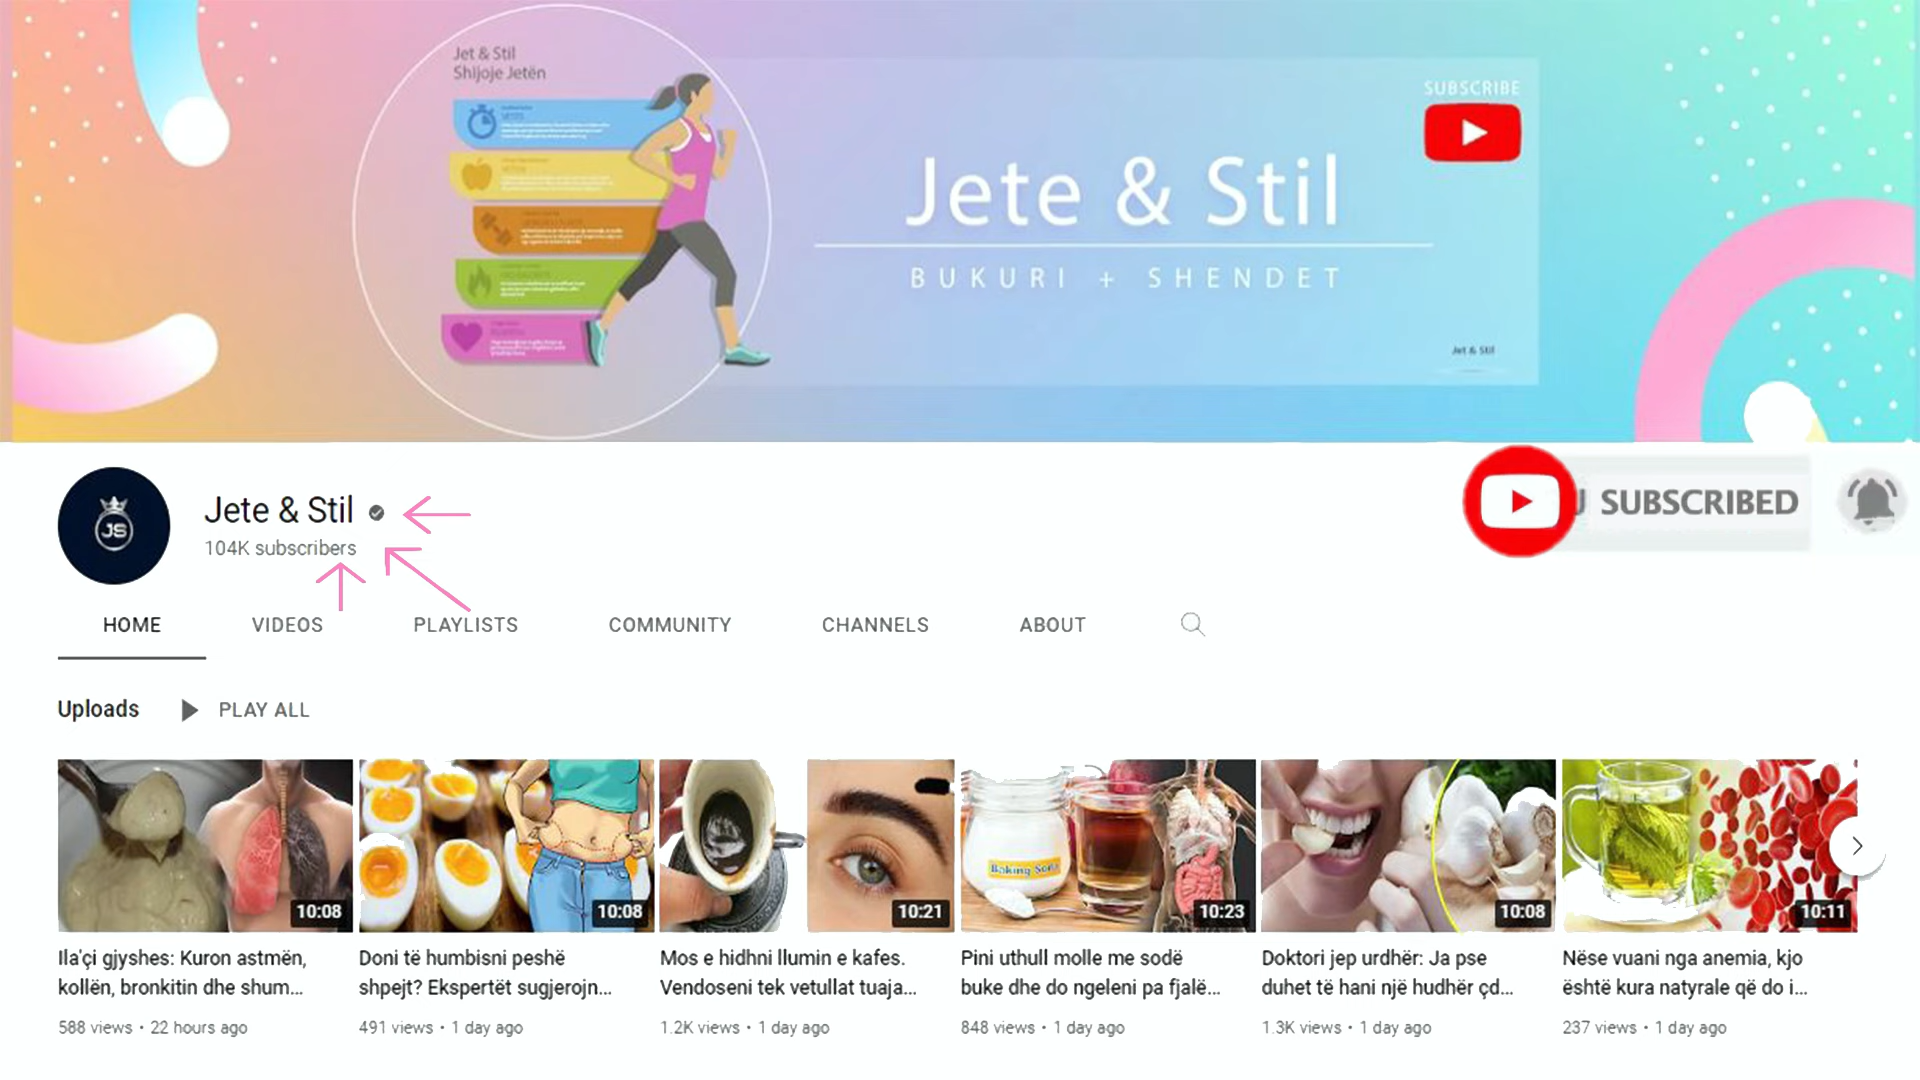 Jet & Stil
Shijoje Jetën
SUBSCRIBE
Jete & Stil
BUKURI + SHENDET
Jet & Stil
JS
Jete & Stil
104K subscribers
SUBSCRIBED
HOME VIDEOS PLAYLISTS COMMUNITY CHANNELS ABOUT
Uploads PLAY ALL
Baking Soda
10:08 10:08 10:21 10:23 10:08 10:11
Ila'çi gjyshes: Kuron astmën,
kollën, bronkitin dhe shum...
588 views • 22 hours ago
Doni të humbisni peshë
shpejt? Ekspertët sugjerojn...
491 views • 1 day ago
Mos e hidhni llumin e kafes.
Vendoseni tek vetullat tuaja...
1.2K views • 1 day ago
Pini uthull molle me sodë
buke dhe do ngeleni pa fjalë...
848 views • 1 day ago
Doktori jep urdhër: Ja pse
duhet të hani një hudhër çd...
1.3K views • 1 day ago
Nëse vuani nga anemia, kjo
është kura natyrale që do i...
237 views • 1 day ago